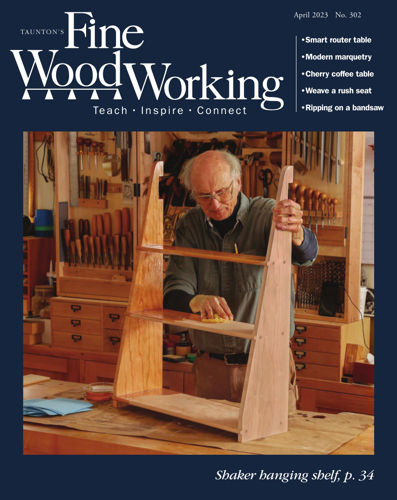 April 2023 No. 302
TAUNTON'S
Fine
WoodWorking
Teach • Inspire • Connect
•Smart router table
•Modern marquetry
•Cherry coffee table
•Weave a rush seat
•Ripping on a bandsaw
Shaker hanging shelf, p. 34